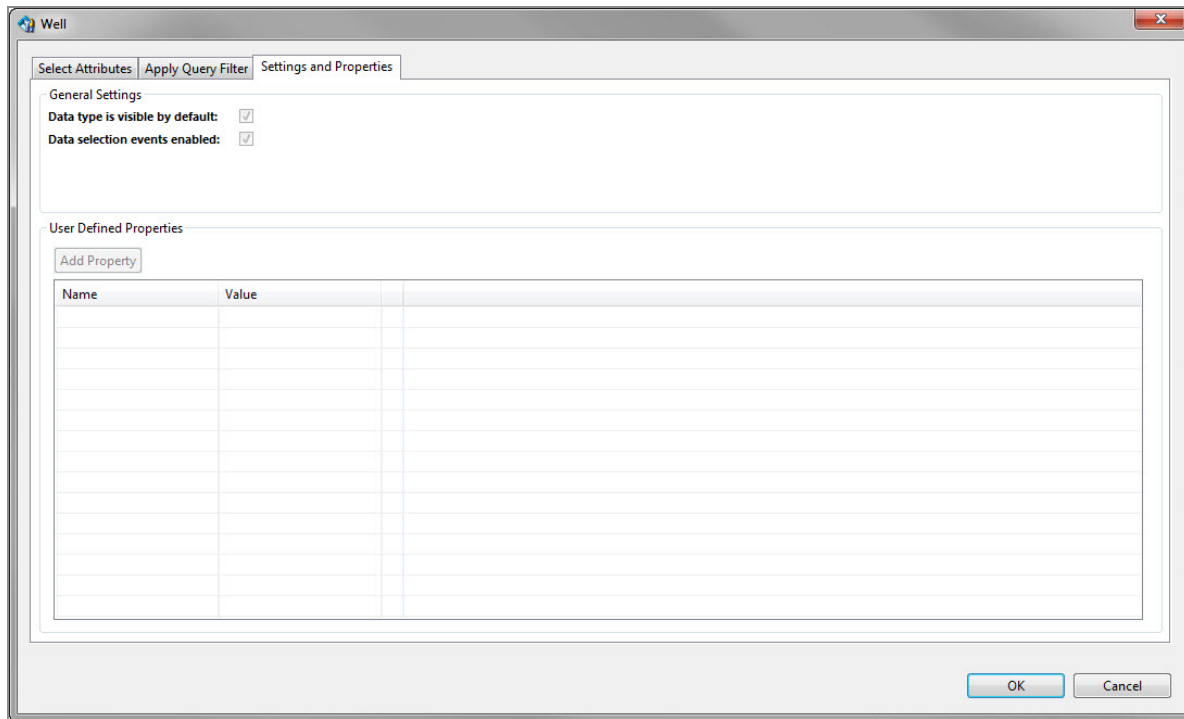 Well
Select Attributes Apply Query Filter Settings and Properties
General Settings
Data type is visible by default:
Data selection events enabled:
User Defined Properties
Add Property
Name Value
OK Cancel